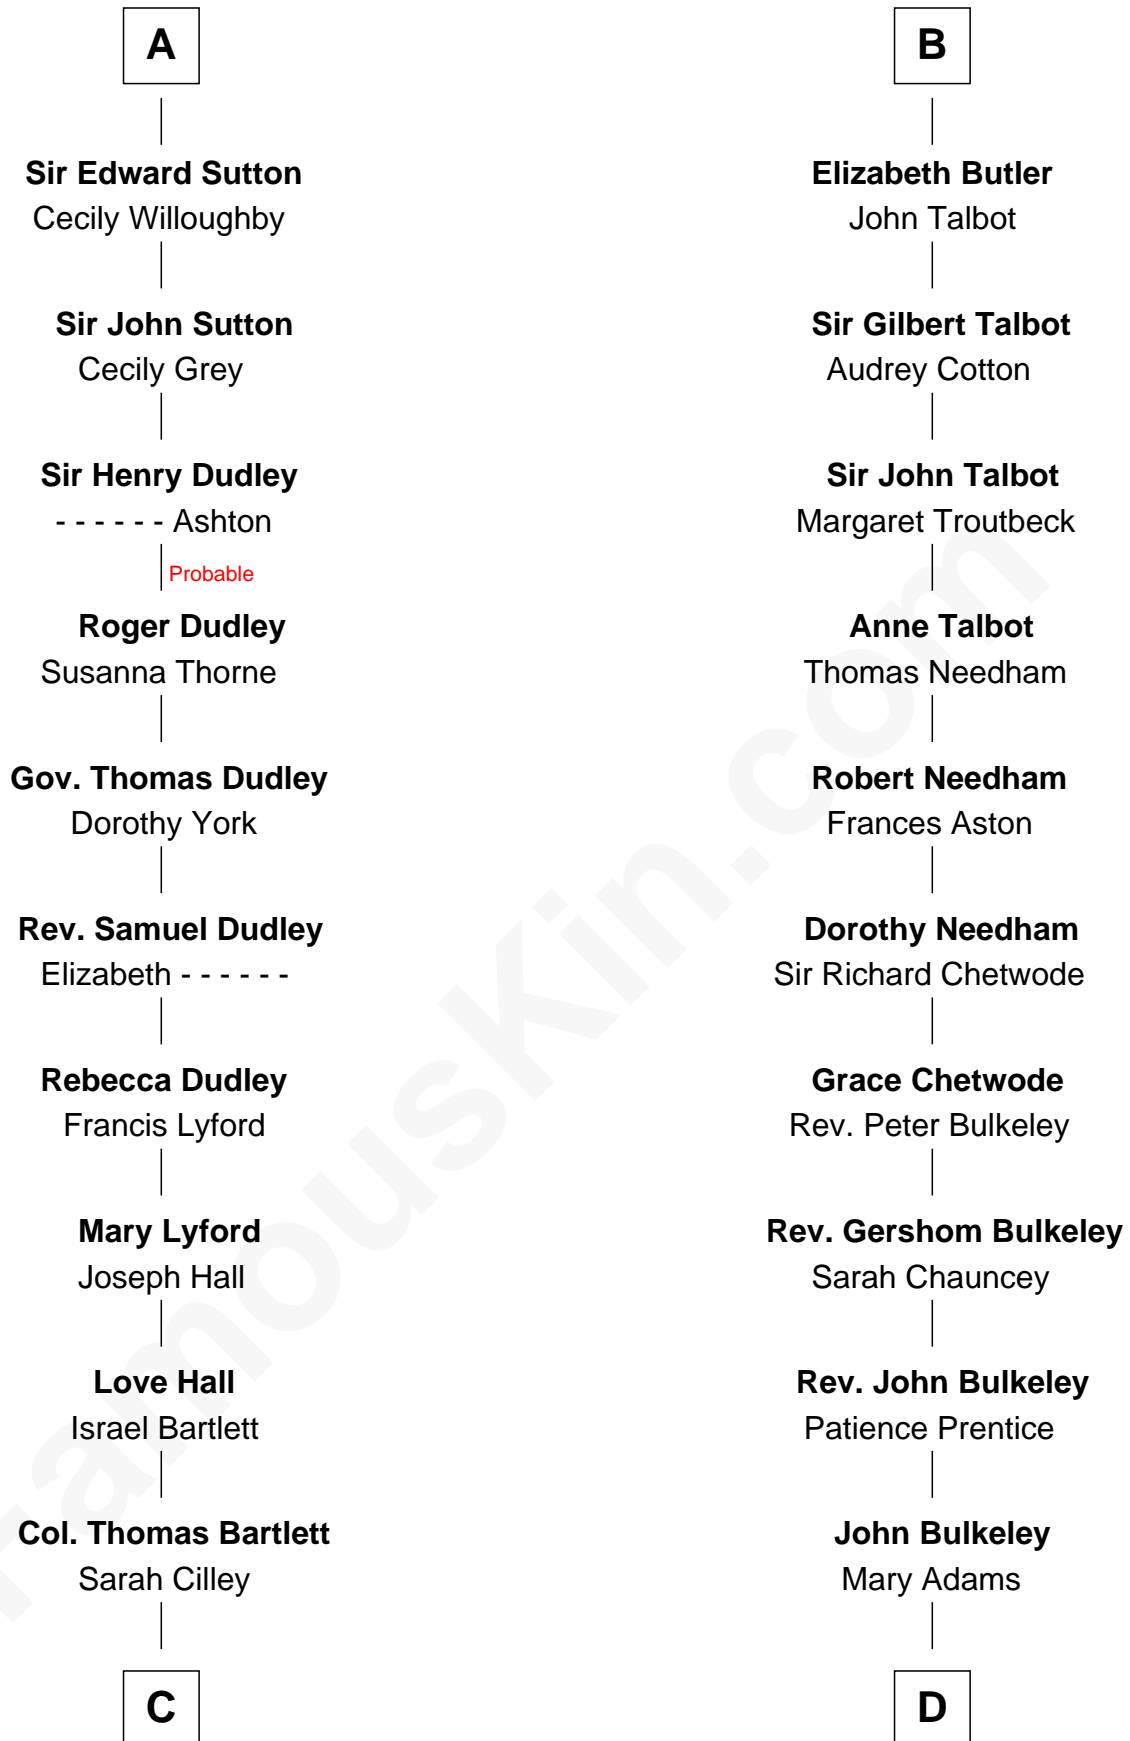 A
Sir Edward Sutton
Cecily Willoughby
Sir John Sutton
Cecily Grey
Sir Henry Dudley
- - - - - - Ashton
Probable
Roger Dudley
Susanna Thorne
Gov. Thomas Dudley
Dorothy York
Rev. Samuel Dudley
Elizabeth - - - - - -
Rebecca Dudley
Francis Lyford
Mary Lyford
Joseph Hall
Love Hall
Israel Bartlett
Col. Thomas Bartlett
Sarah Cilley
C
B
Elizabeth Butler
John Talbot
Sir Gilbert Talbot
Audrey Cotton
Sir John Talbot
Margaret Troutbeck
Anne Talbot
Thomas Needham
Robert Needham
Frances Aston
Dorothy Needham
Sir Richard Chetwode
Grace Chetwode
Rev. Peter Bulkeley
Rev. Gershom Bulkeley
Sarah Chauncey
Rev. John Bulkeley
Patience Prentice
John Bulkeley
Mary Adams
D
FamousKin.com